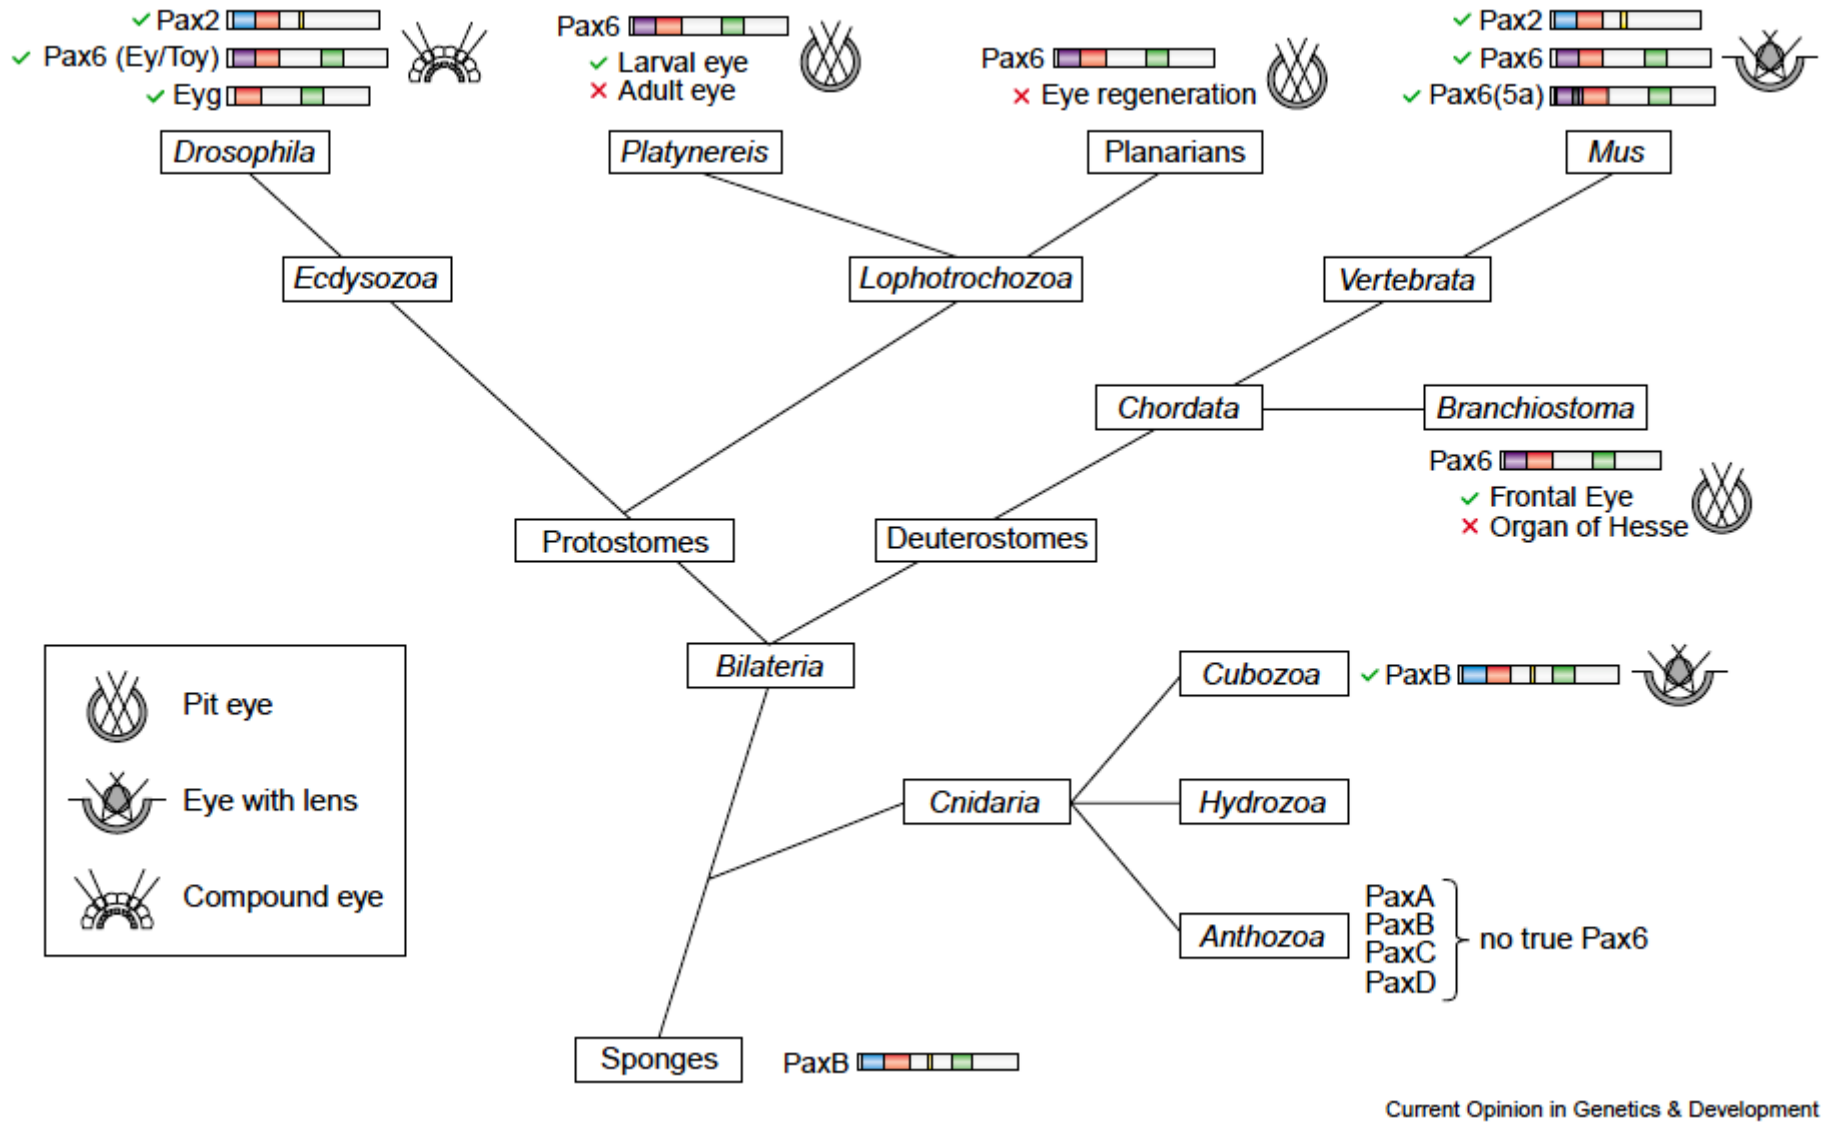 Pax2
Pax6 (Ey/Toy)
Eyg
Pax6
Larval eye
Adult eye
Pax6
Eye regeneration
Pax2
Pax6
Pax6(5a)
Drosophila
Platynereis
Planarians
Mus
Ecdysozoa
Lophotrochozoa
Vertebrata
Chordata
Branchiostoma
Pax6
Frontal Eye
Organ of Hesse
Protostomes
Deuterostomes
Bilateria
Cubozoa
PaxB
Pit eye
Eye with lens
Compound eye
Cnidaria
Hydrozoa
Anthozoa
PaxA
PaxB
PaxC
PaxD
no true Pax6
Sponges
PaxB
Current Opinion in Genetics & Development